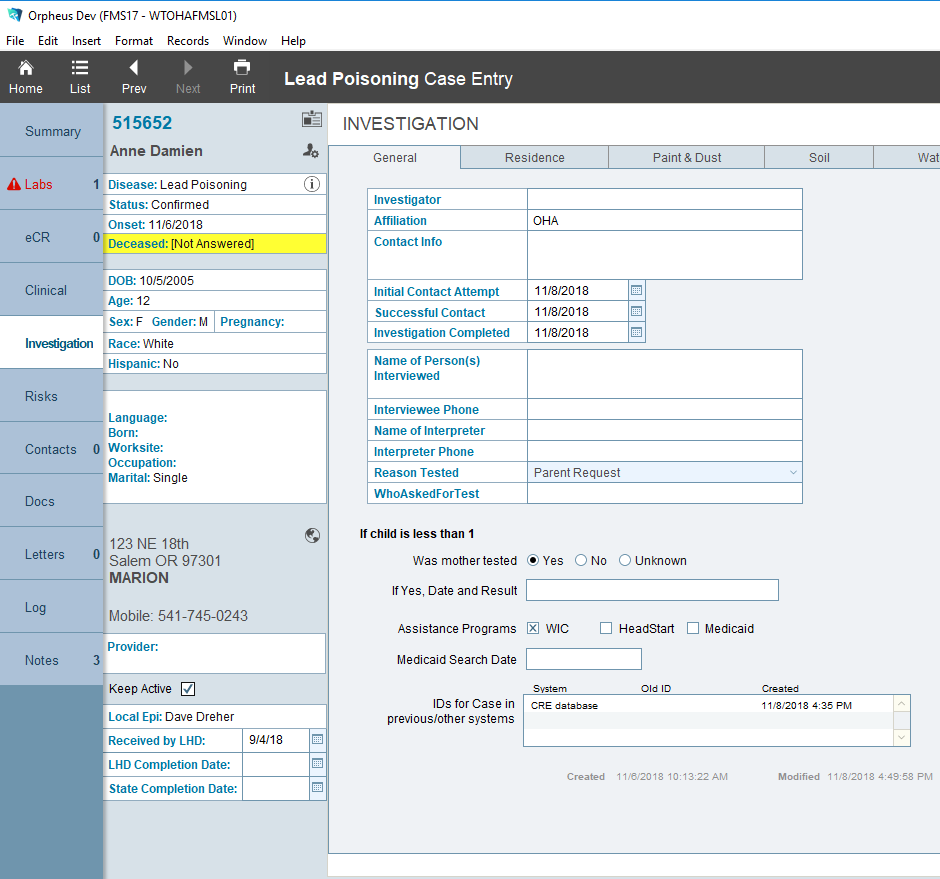 Orpheus Dev (FMS17 - WTOHAFMSL01)
File Edit Insert Format Records Window Help
Home List Prev Next Print Lead Poisoning Case Entry
Summary
Labs 1
eCR 0
Clinical
Investigation
Risks
Contacts 0
Docs
Letters 0
Log
Notes 3
515652
Anne Damien
Disease: Lead Poisoning
Status: Confirmed
Onset: 11/6/2018
Deceased: [Not Answered]
DOB: 10/5/2005
Age: 12
Sex: F Gender: M Pregnancy:
Race: White
Hispanic: No
Language:
Born:
Worksite:
Occupation:
Marital: Single
123 NE 18th
Salem OR 97301
MARION
Mobile: 541-745-0243
Provider:
Keep Active
Local Epi: Dave Dreher
Received by LHD: 9/4/18
LHD Completion Date:
State Completion Date:
INVESTIGATION
General Residence Paint & Dust Soil Wat
Investigator
Affiliation OHA
Contact Info
Initial Contact Attempt 11/8/2018
Successful Contact 11/8/2018
Investigation Completed 11/8/2018
Name of Person(s)
Interviewed
Interviewee Phone
Name of Interpreter
Interpreter Phone
Reason Tested Parent Request
WhoAskedForTest
If child is less than 1
Was mother tested Yes No Unknown
If Yes, Date and Result
Assistance Programs WIC HeadStart Medicaid
Medicaid Search Date
System Old ID Created
IDs for Case in
previous/other systems
CRE database 11/8/2018 4:35 PM
Created 11/6/2018 10:13:22 AM Modified 11/8/2018 4:49:58 PM